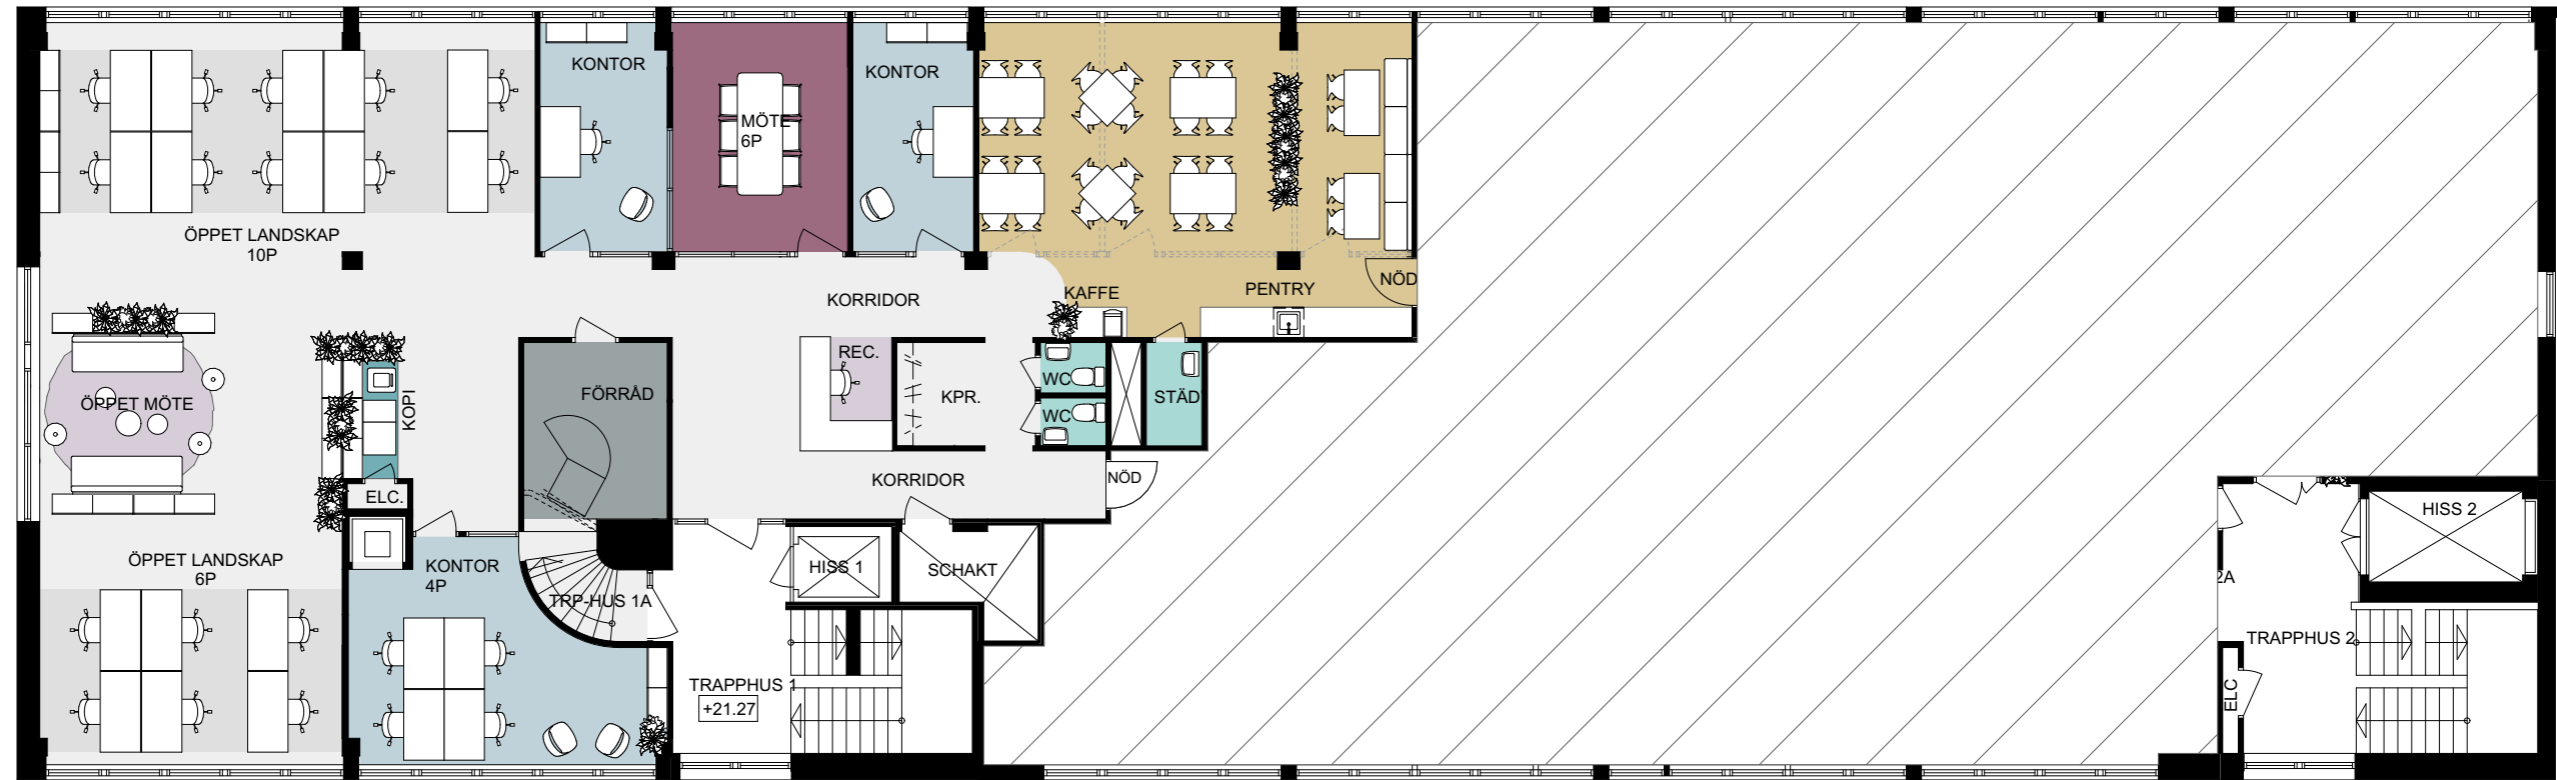 KONTOR
KONTOR
MÖTE
6P
ÖPPET LANDSKAP
10P
KORRIDOR
KAFFE
PENTRY
NÖD
ÖPPET MÖTE
KOPI
FÖRRÅD
REC.
KPR.
WC
WC
STÄD
ELC.
KORRIDOR
NÖD
HISS 2
ÖPPET LANDSKAP
6P
KONTOR
4P
TRP-HUS 1A
HISS 1
SCHAKT
2A
TRAPPHUS 2
TRAPPHUS 1
+21.27
ELC